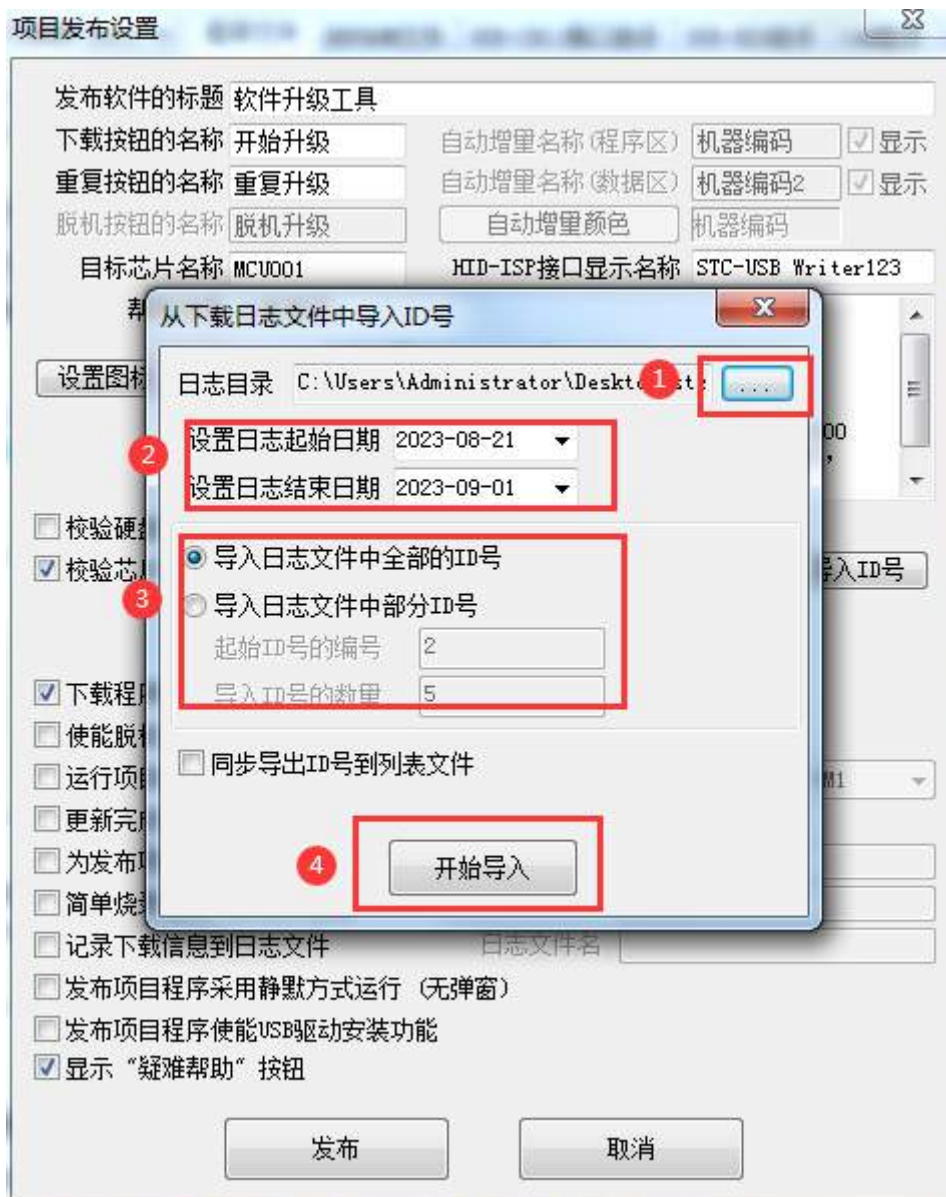 项目发布设置
发布软件的标题 软件升级工具
下载按钮的名称 开始升级 自动增量名称(程序区) 机器编码 显示
重复按钮的名称 重复升级 自动增量名称(数据区) 机器编码2 显示
脱机按钮的名称 脱机升级 自动增量颜色 机器编码
目标芯片名称 MCU001 HID-ISP接口显示名称 STC-USB Writer123
帮
从下载日志文件中导入ID号
设置图标
日志目录 C:\Users\Administrator\Deskto 1 ...
00
2 设置日志起始日期 2023-08-21
设置日志结束日期 2023-09-01
校验硬
导入日志文件中全部的ID号
校验芯 导入ID号
3 导入日志文件中部分ID号
起始ID号的编号 2
下载程 导入ID号的数量 5
使能脱
同步导出ID号到列表文件
运行项 M1
更新完
为发布 4 开始导入
简单烧
记录下载信息到日志文件 日志文件名
发布项目程序采用静默方式运行 (无弹窗)
发布项目程序使能USB驱动安装功能
显示 “疑难帮助“ 按钮
发布 取消